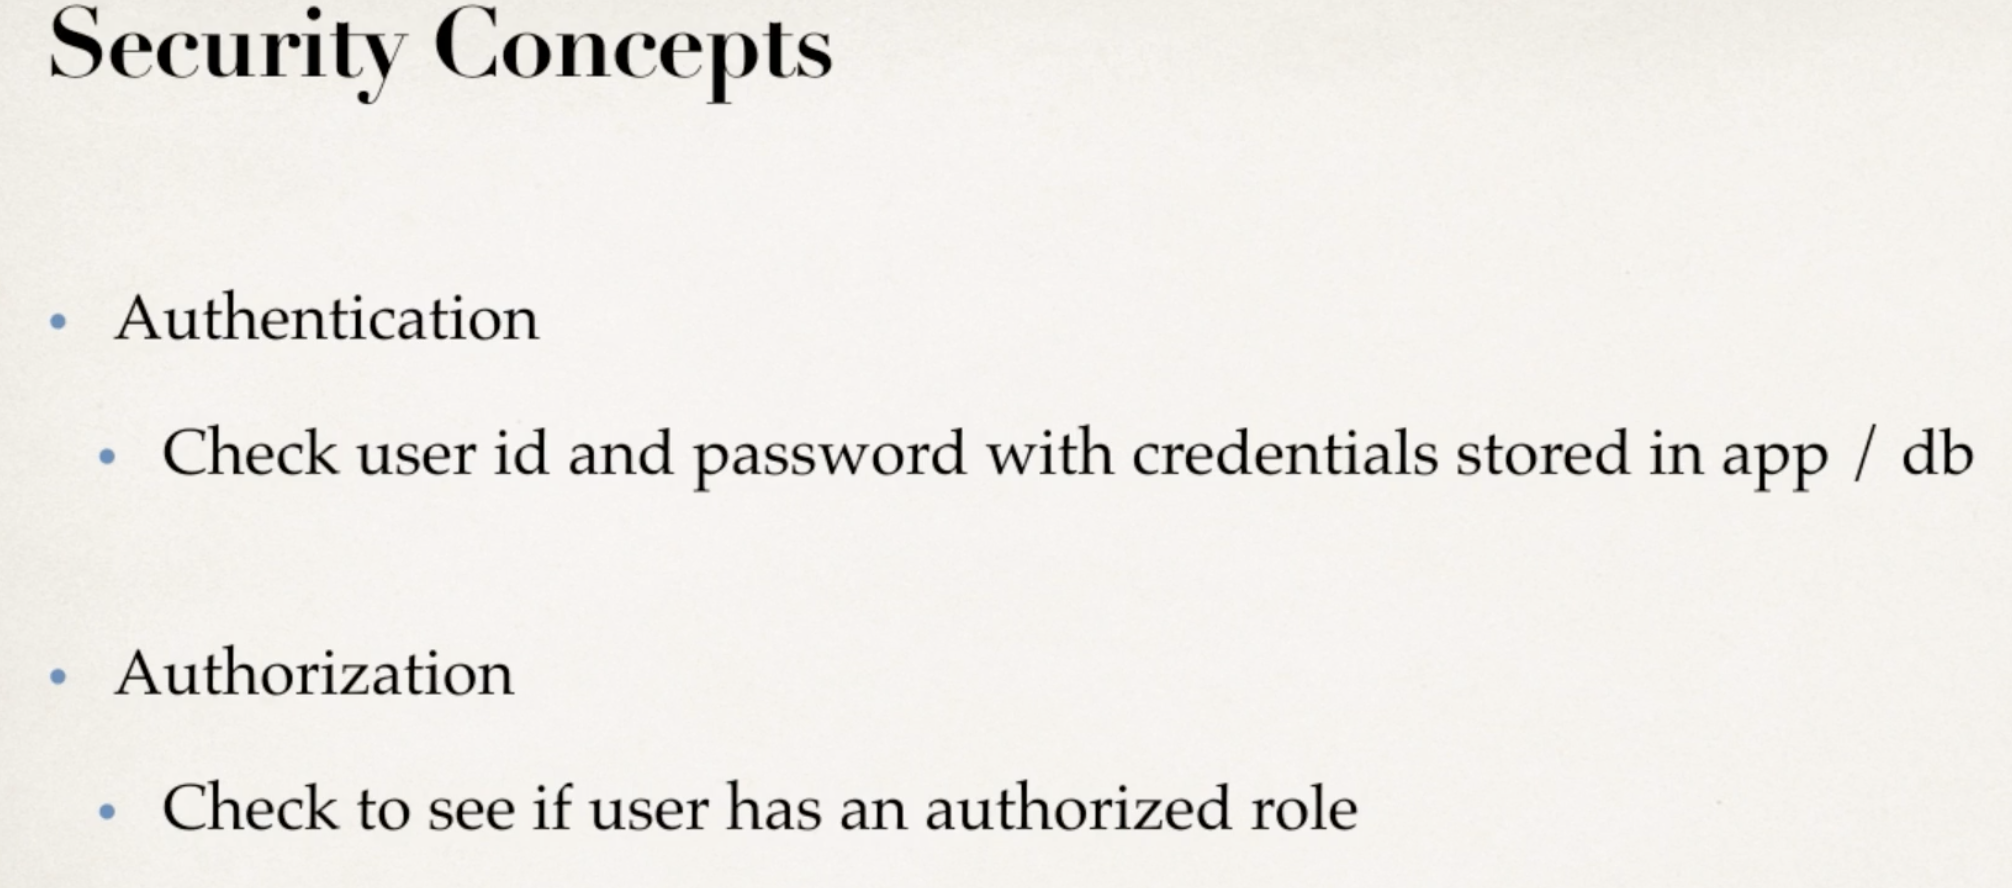 Security Concepts
• Authentication
• Check user id and password with credentials stored in app / db
• Authorization
• Check to see if user has an authorized role